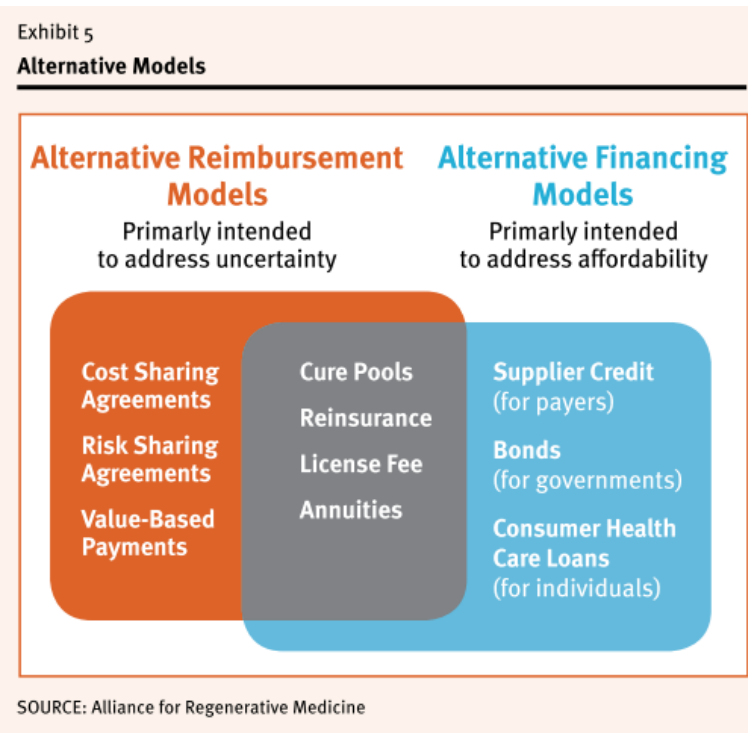 Exhibit 5
Alternative Models
Alternative Reimbursement
Models
Primarly intended
to address uncertainty
Alternative Financing
Models
Primarly intended
to address affordability
Cost Sharing
Agreements
Risk Sharing
Agreements
Value-Based
Payments
Cure Pools
Reinsurance
License Fee
Annuities
Supplier Credit
(for payers)
Bonds
(for governments)
Consumer Health
Care Loans
(for individuals)
SOURCE: Alliance for Regenerative Medicine